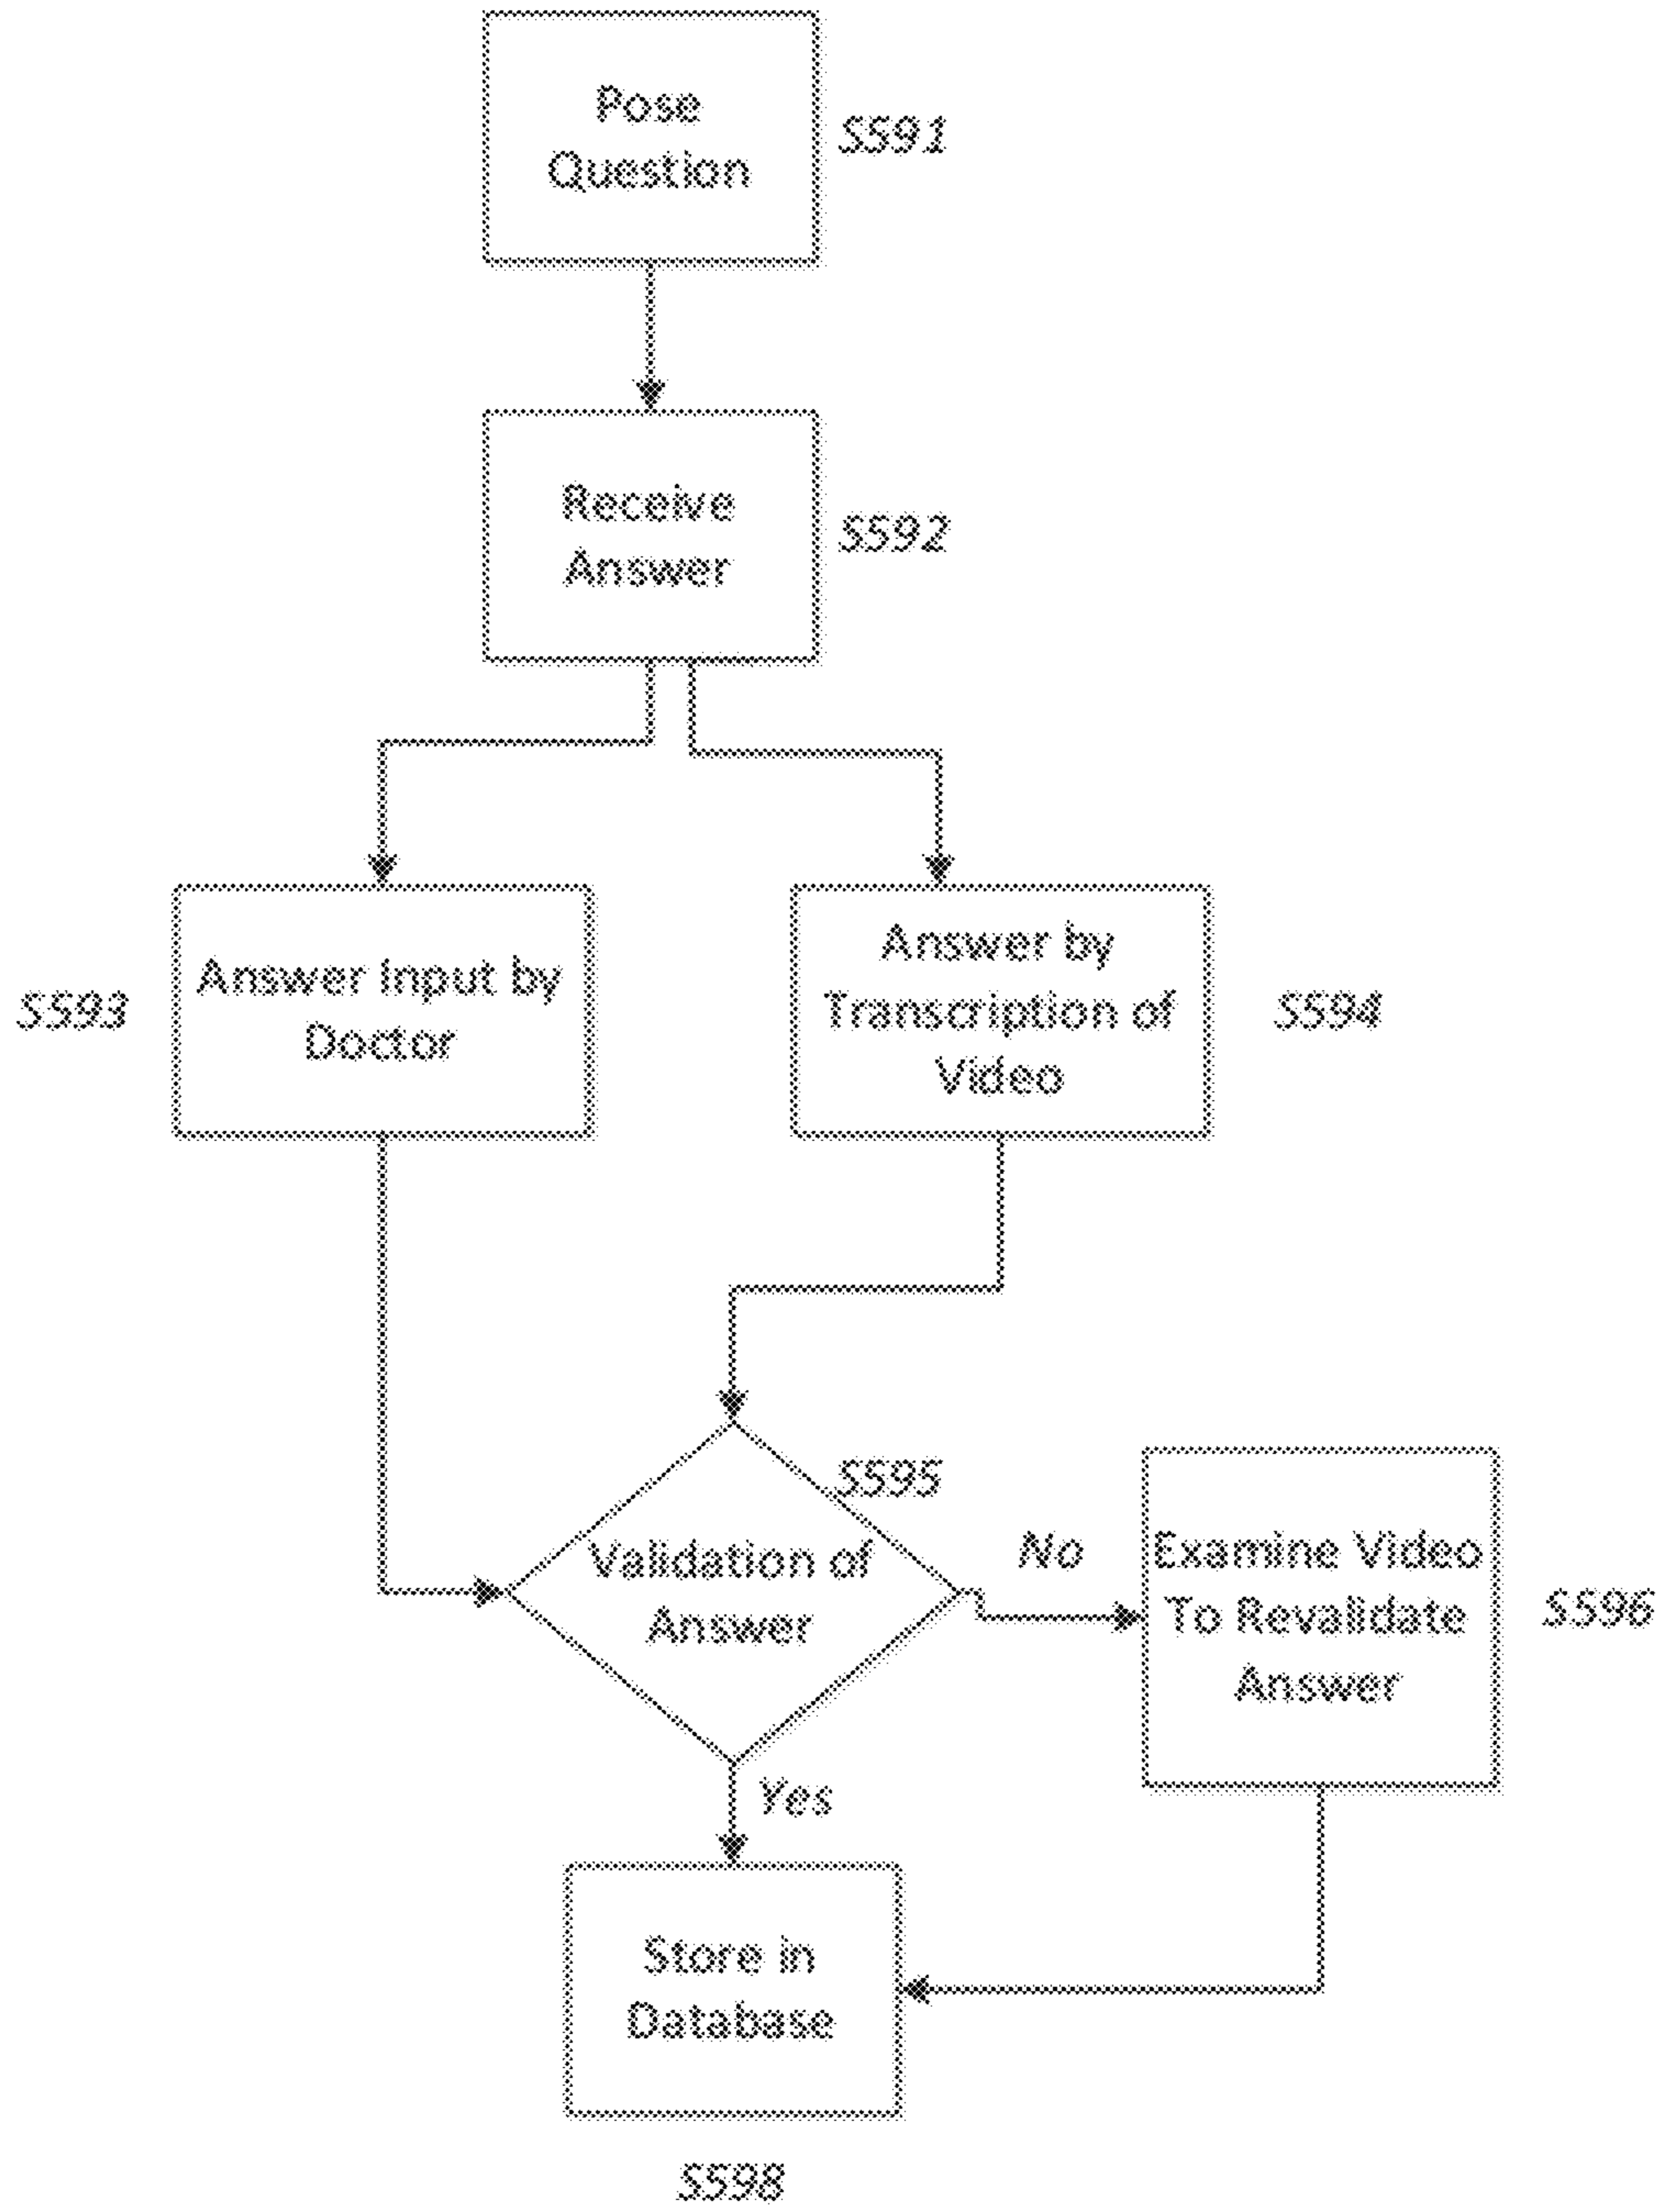 Pose
Question
S591
Receive
Answer
S592
Answer Input by
Doctor
S593
Answer by
Transcription of
Video
S594
S595
Validation of
Answer
No
Examine Video
To Revalidate
Answer
S596
Yes
Store in
Database
S598